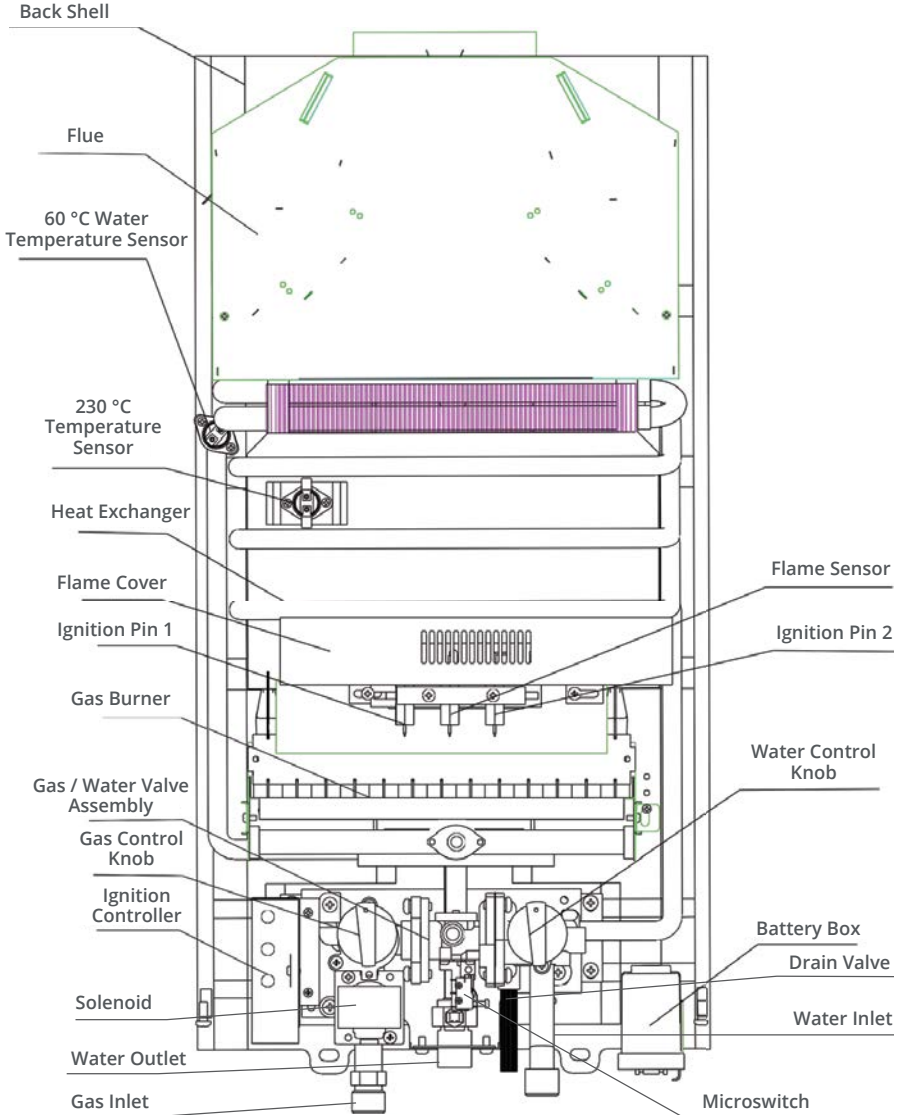 Back Shell
Flue
60 °C Water
Temperature Sensor
230 °C
Temperature
Sensor
Heat Exchanger
Flame Cover
Ignition Pin 1
Gas Burner
Gas / Water Valve
Assembly
Gas Control
Knob
Ignition
Controller
Solenoid
Water Outlet
Gas Inlet
Flame Sensor
Ignition Pin 2
Water Control
Knob
Battery Box
Drain Valve
Water Inlet
Microswitch